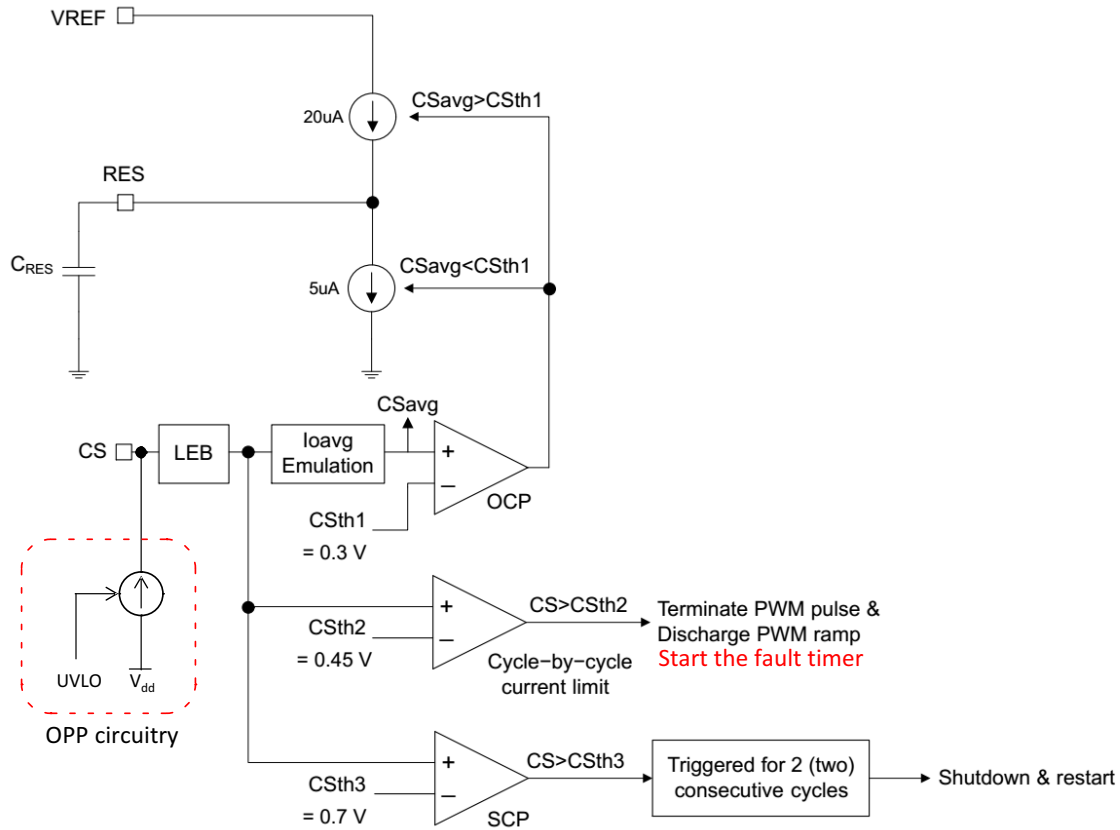 VREF
20uA
CSavg>CSth1
RES
CRES
5uA
CSavg<CSth1
CSavg
CS
LEB
Ioavg
Emulation
+
−
OCP
CSth1
= 0.3 V
UVLO
Vdd
OPP circuitry
+
−
CSth2
= 0.45 V
CS>CSth2
Cycle−by−cycle
current limit
Terminate PWM pulse &
Discharge PWM ramp
Start the fault timer
+
−
CSth3
= 0.7 V
SCP
CS>CSth3
Triggered for 2 (two)
consecutive cycles
Shutdown & restart